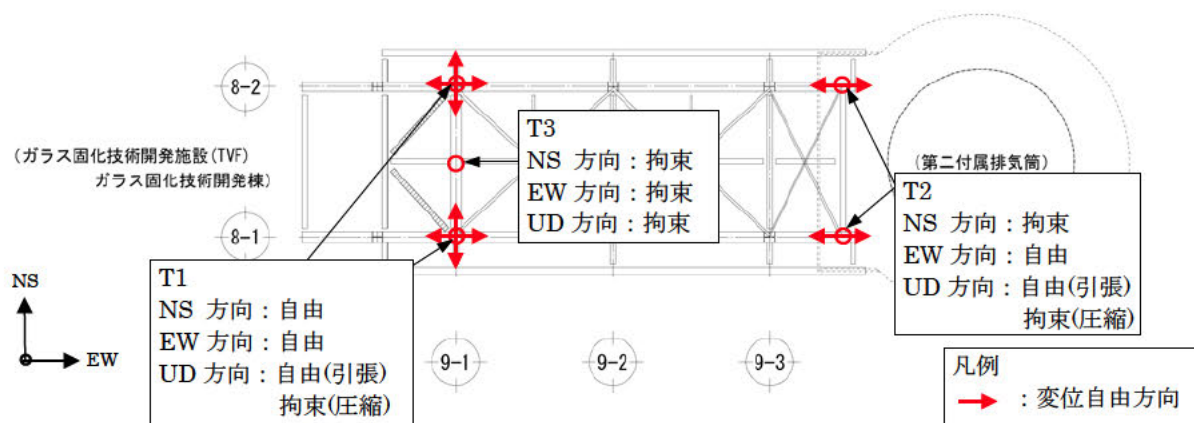 8-2
(ガラス固化技術開発施設(TVF)
ガラス固化技術開発棟)
8-1
NS
EW
T3
NS 方向：拘束
EW 方向：拘束
UD 方向：拘束
(第二付属排気筒)
T2
NS 方向：拘束
EW 方向：自由
UD 方向：自由(引張)
拘束(圧縮)
T1
NS 方向：自由
EW 方向：自由
UD 方向：自由(引張)
拘束(圧縮)
9-1
9-2
9-3
凡例
：変位自由方向